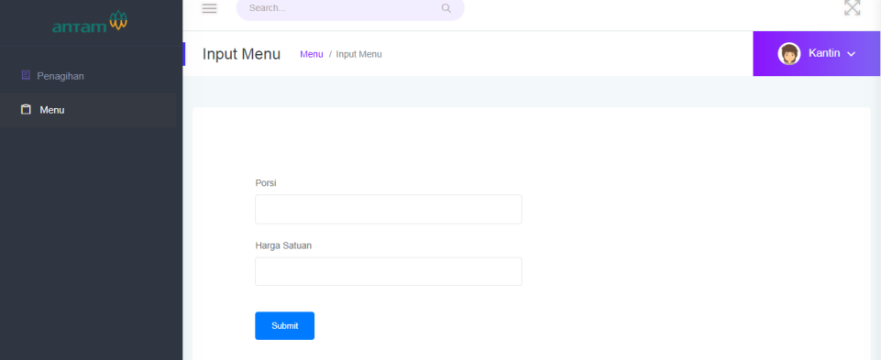 antam
Search...
Input Menu
Menu / Input Menu
Kantin
Penagihan
Menu
Porsi
Harga Satuan
Submit